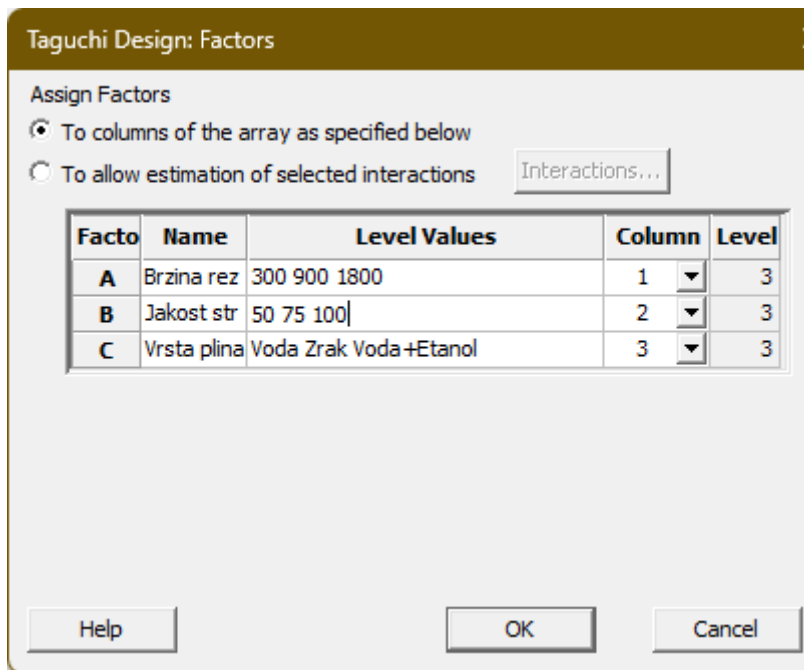 Taguchi Design: Factors
Assign Factors
To columns of the array as specified below
To allow estimation of selected interactions Interactions...
Facto Name Level Values Column Level
A Brzina rez 300 900 1800 1 3
B Jakost str 50 75 100 2 3
C Vrsta plina Voda Zrak Voda+Etanol 3 3
Help OK Cancel